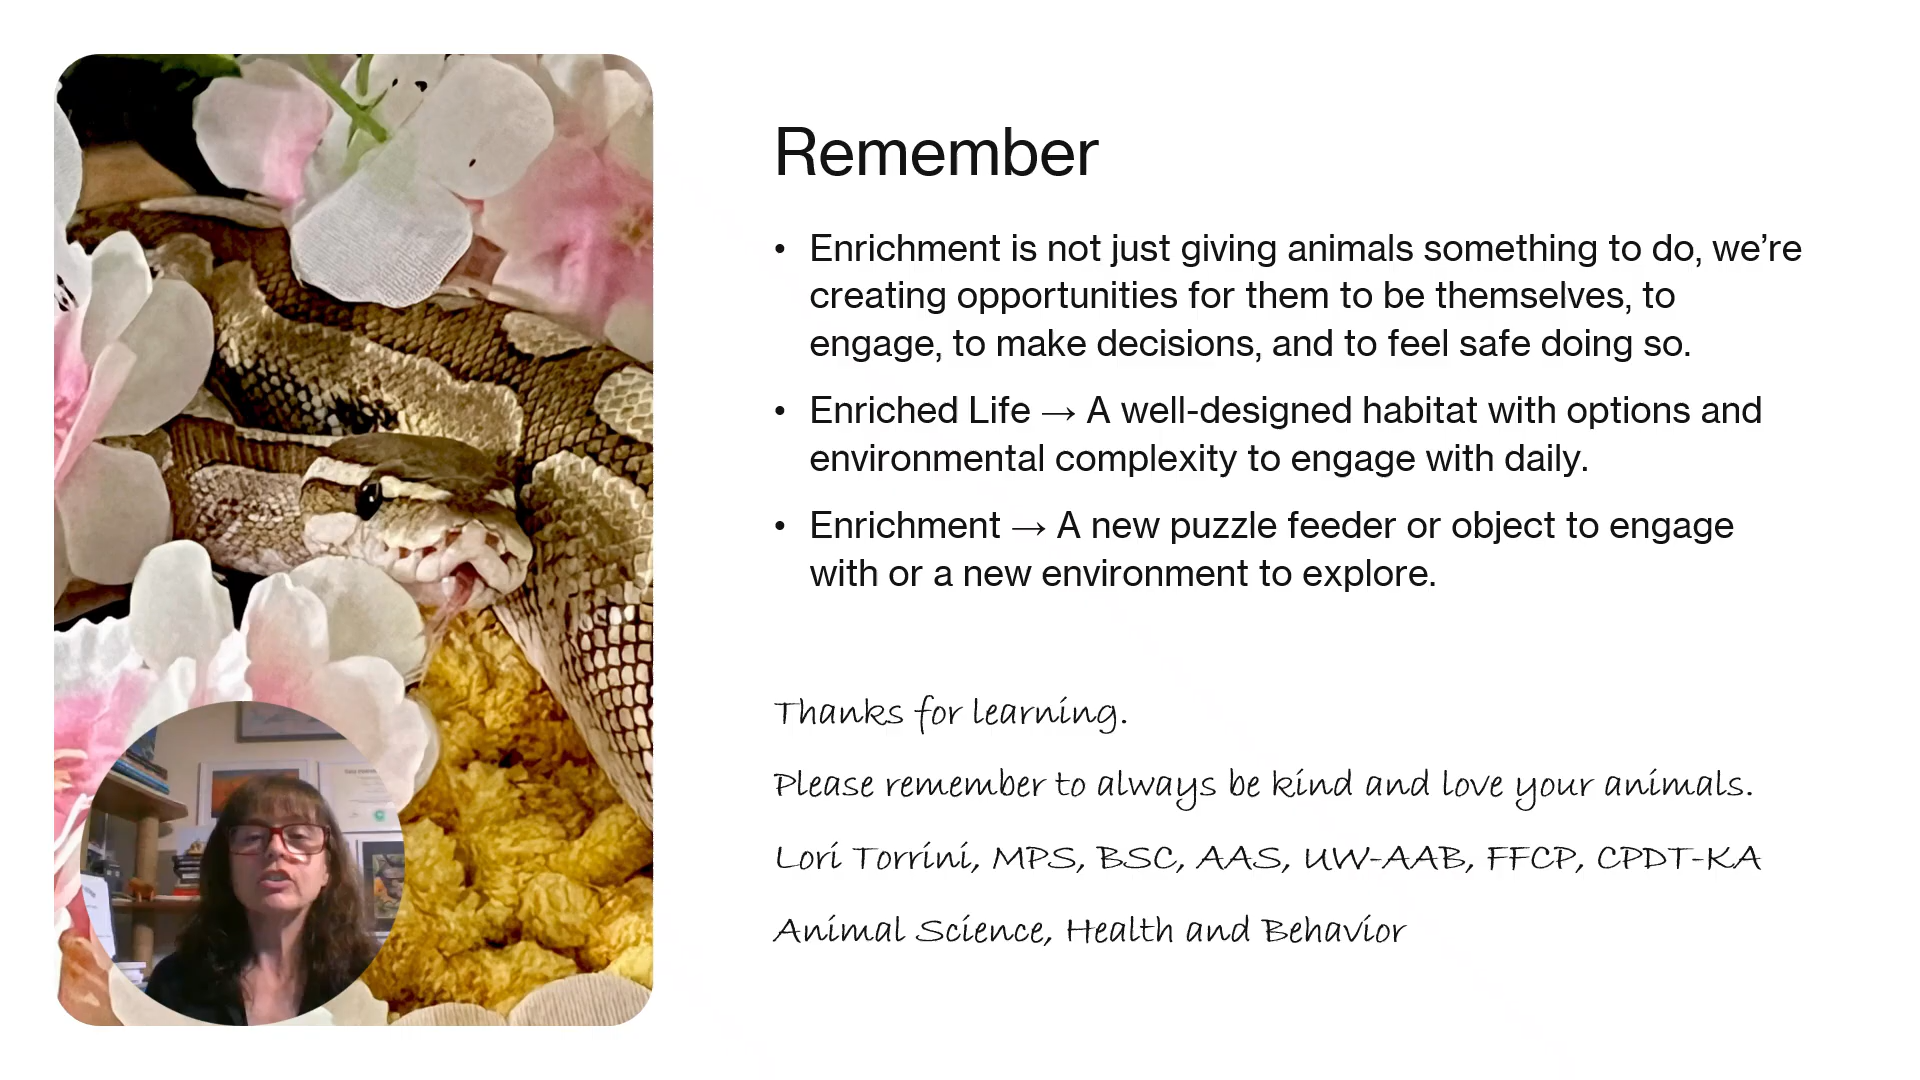 Remember
• Enrichment is not just giving animals something to do, we’re
creating opportunities for them to be themselves, to
engage, to make decisions, and to feel safe doing so.
• Enriched Life → A well-designed habitat with options and
environmental complexity to engage with daily.
• Enrichment → A new puzzle feeder or object to engage
with or a new environment to explore.
Thanks for learning.
Please remember to always be kind and love your animals.
Lori Torrini, MPS, BSC, AAS, UW-AAB, FFCP, CPDT-KA
Animal Science, Health and Behavior